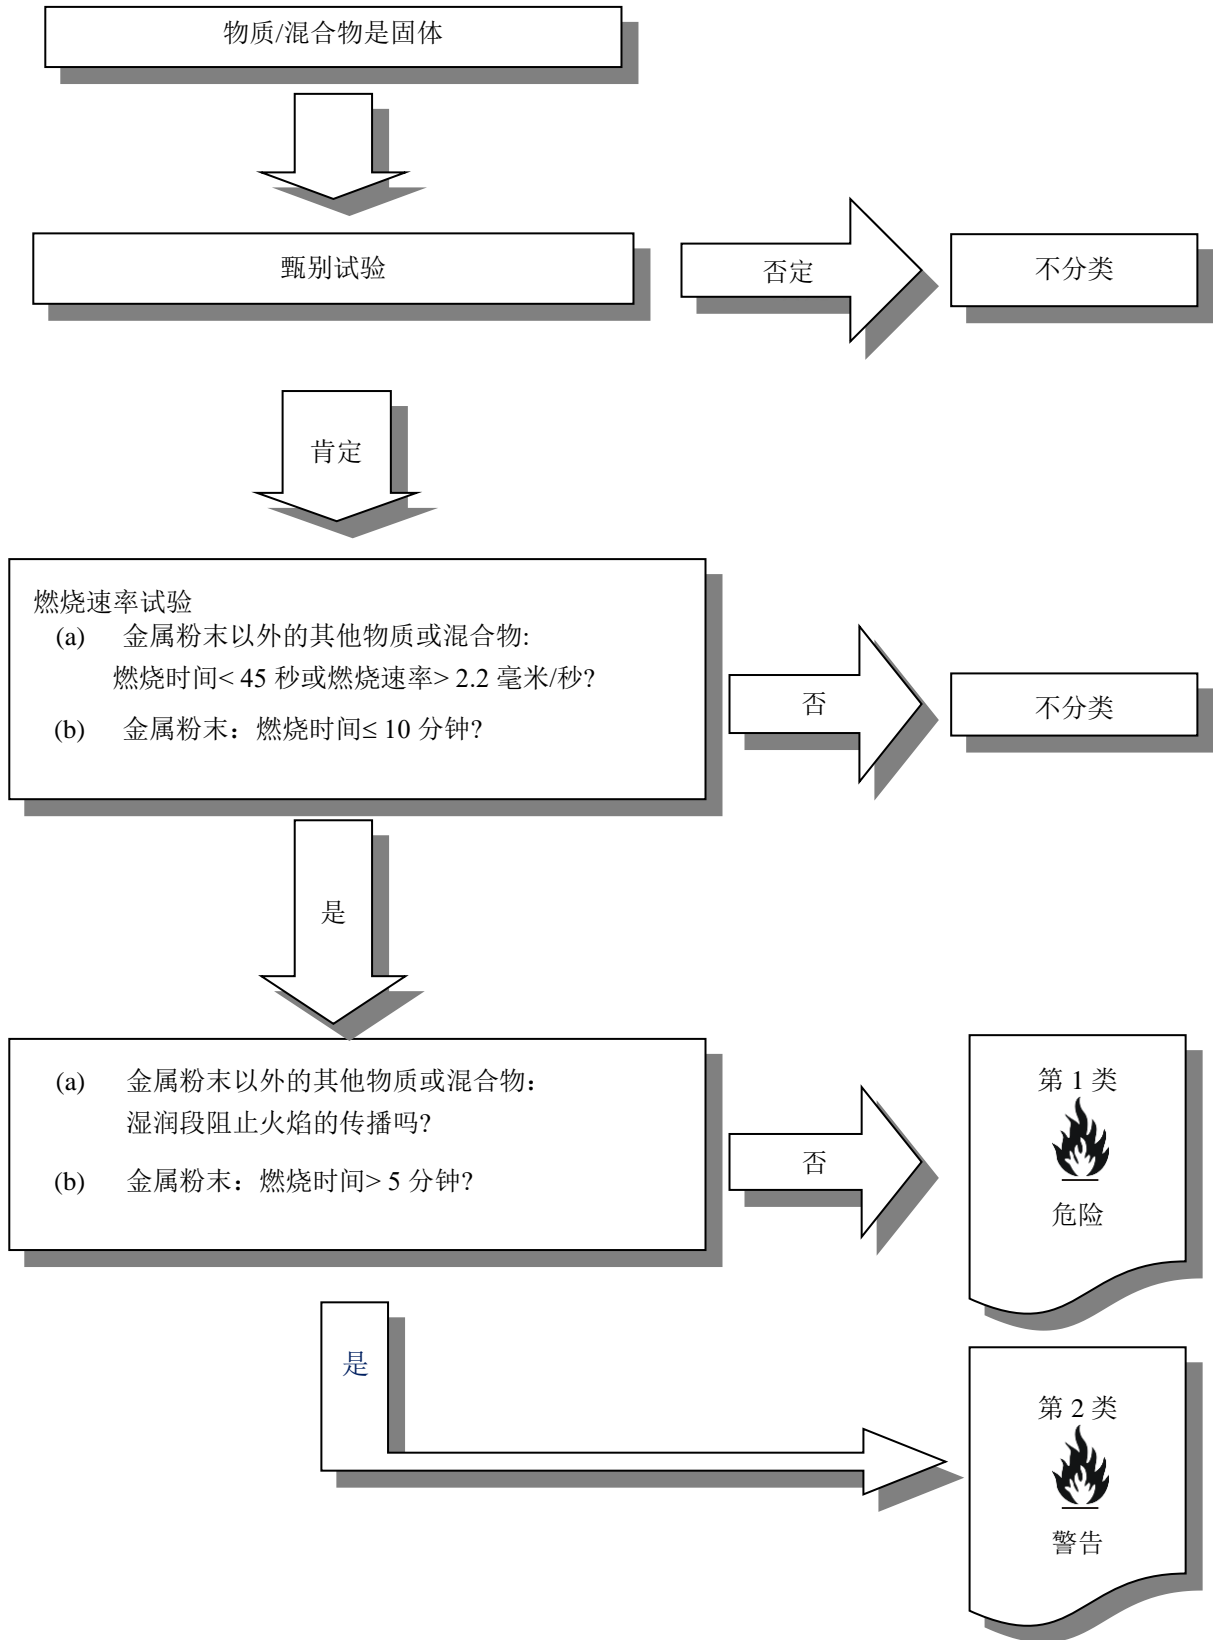 物质/混合物是固体
甄别试验
否定
不分类
肯定
燃烧速率试验
(a) 金属粉末以外的其他物质或混合物:
燃烧时间< 45 秒或燃烧速率> 2.2 毫米/秒?
(b) 金属粉末：燃烧时间≤ 10 分钟?
否
不分类
是
(a) 金属粉末以外的其他物质或混合物：
湿润段阻止火焰的传播吗?
(b) 金属粉末：燃烧时间> 5 分钟?
否
第 1 类
危险
是
第 2 类
警告